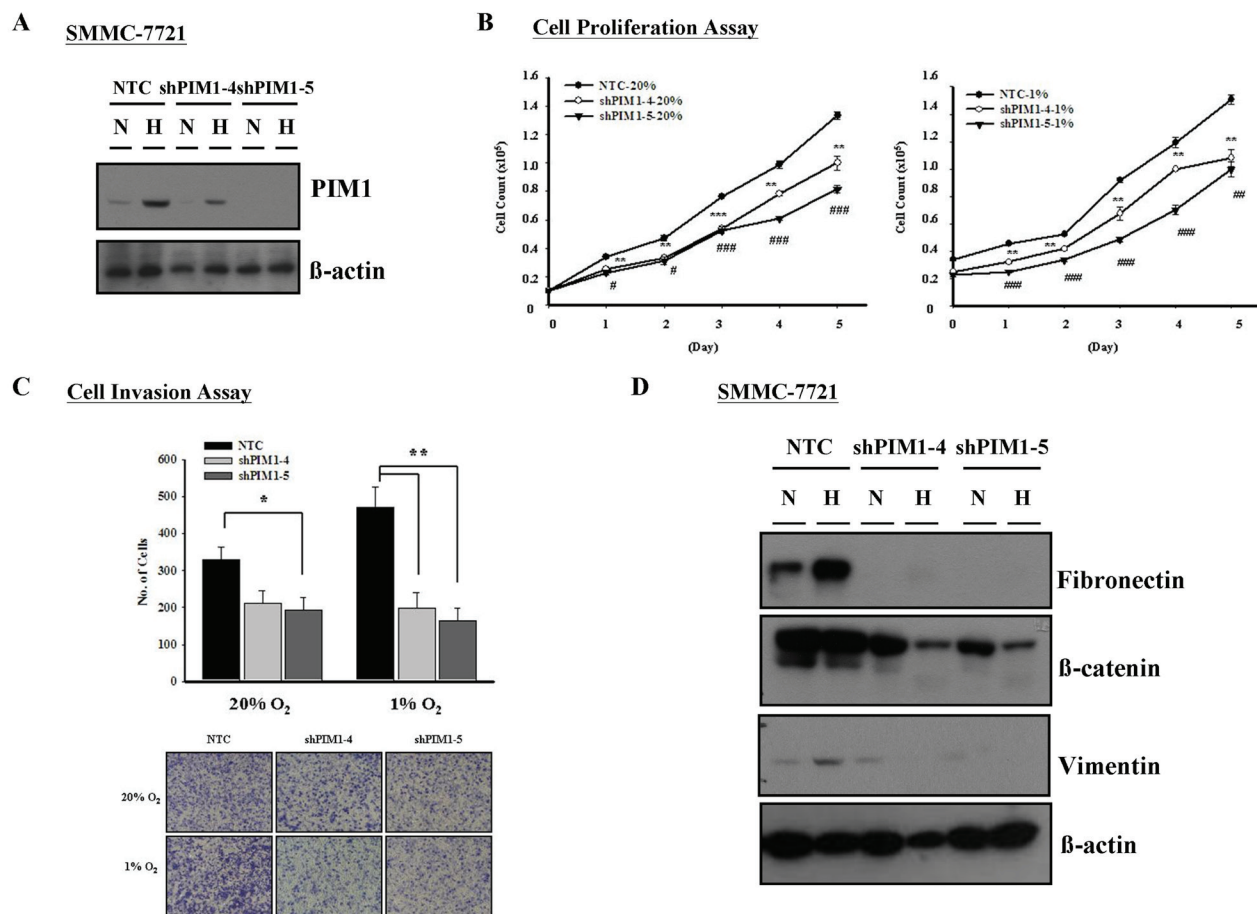 A
SMMC-7721
NTC shPIM1-4shPIM1-5
N H N H N H
PIM1
ß-actin
B
Cell Proliferation Assay
NTC-20%
shPIM1-4-20%
shPIM1-5-20%
Cell Count (x10⁵)
1.6
1.4
1.2
1.0
0.8
0.6
0.4
0.2
0
** ** *** ** **
# # ### ### ###
0 1 2 3 4 5
(Day)
NTC-1%
shPIM1-4-1%
shPIM1-5-1%
Cell Count (x10⁵)
1.6
1.4
1.2
1.0
0.8
0.6
0.4
0.2
0
** ** ** ** **
### ### ### ### ##
0 1 2 3 4 5
(Day)
C
Cell Invasion Assay
NTC
shPIM1-4
shPIM1-5
No. of Cells
600
500
400
300
200
100
0
*
**
20% O₂ 1% O₂
NTC shPIM1-4 shPIM1-5
20% O₂
1% O₂
D
SMMC-7721
NTC shPIM1-4 shPIM1-5
N H N H N H
Fibronectin
ß-catenin
Vimentin
ß-actin